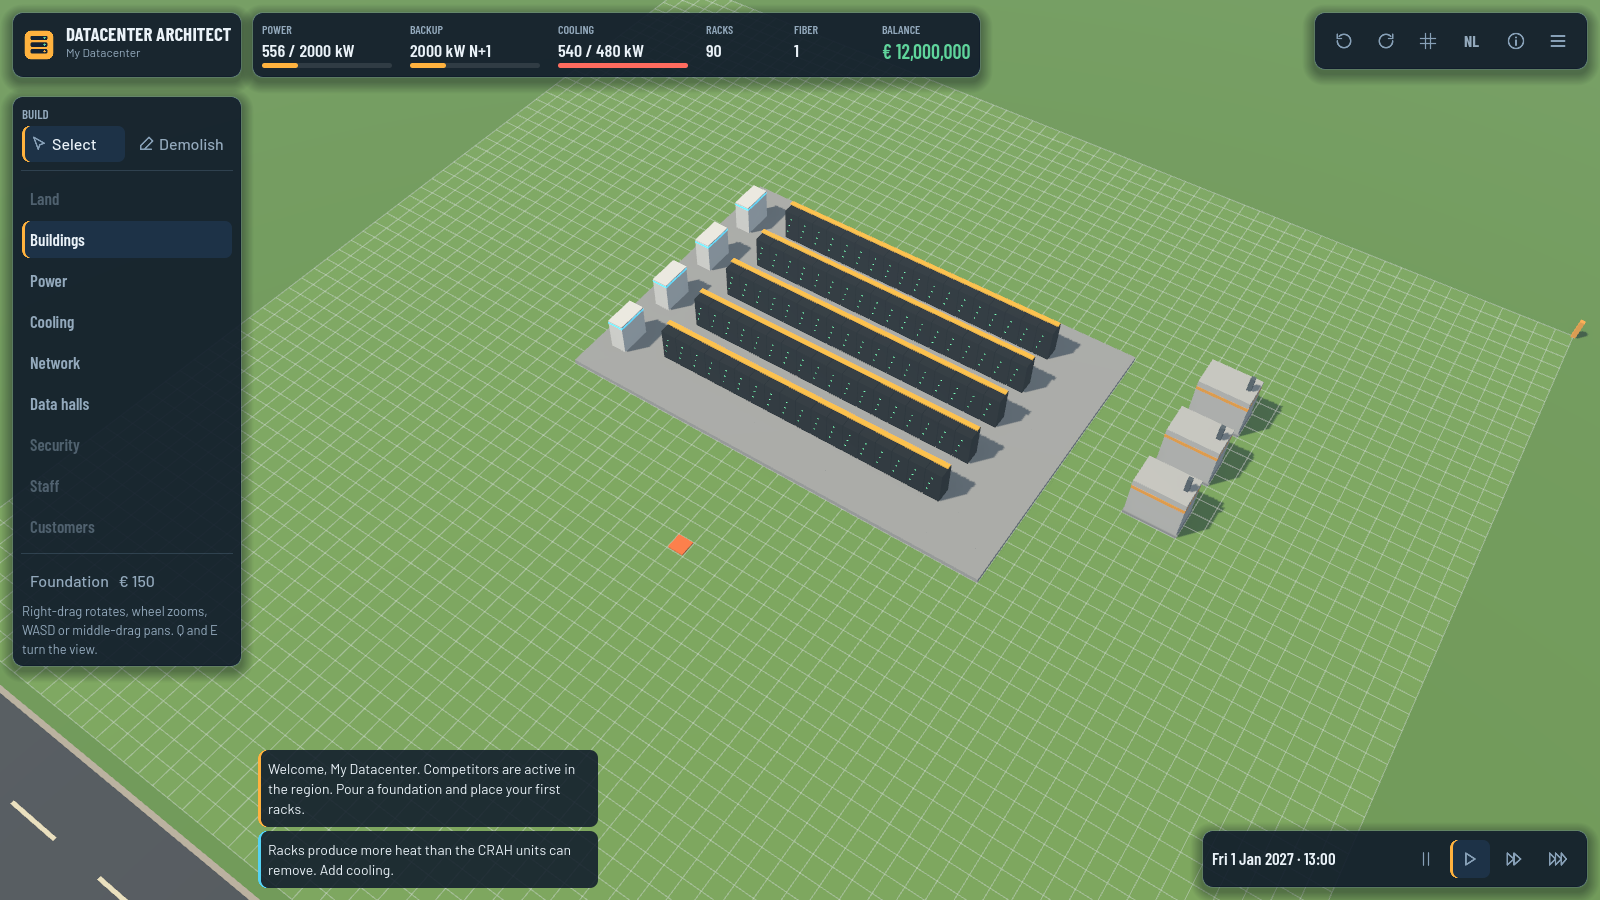 DATACENTER ARCHITECT
My Datacenter
POWER
556 / 2000 kW
BACKUP
2000 kW N+1
COOLING
540 / 480 kW
RACKS
90
FIBER
1
BALANCE
€ 12,000,000
NL
BUILD
Select
Demolish
Land
Buildings
Power
Cooling
Network
Data halls
Security
Staff
Customers
Foundation € 150
Right-drag rotates, wheel zooms,
WASD or middle-drag pans. Q and E
turn the view.
Welcome, My Datacenter. Competitors are active in
the region. Pour a foundation and place your first
racks.
Racks produce more heat than the CRAH units can
remove. Add cooling.
Fri 1 Jan 2027 · 13:00